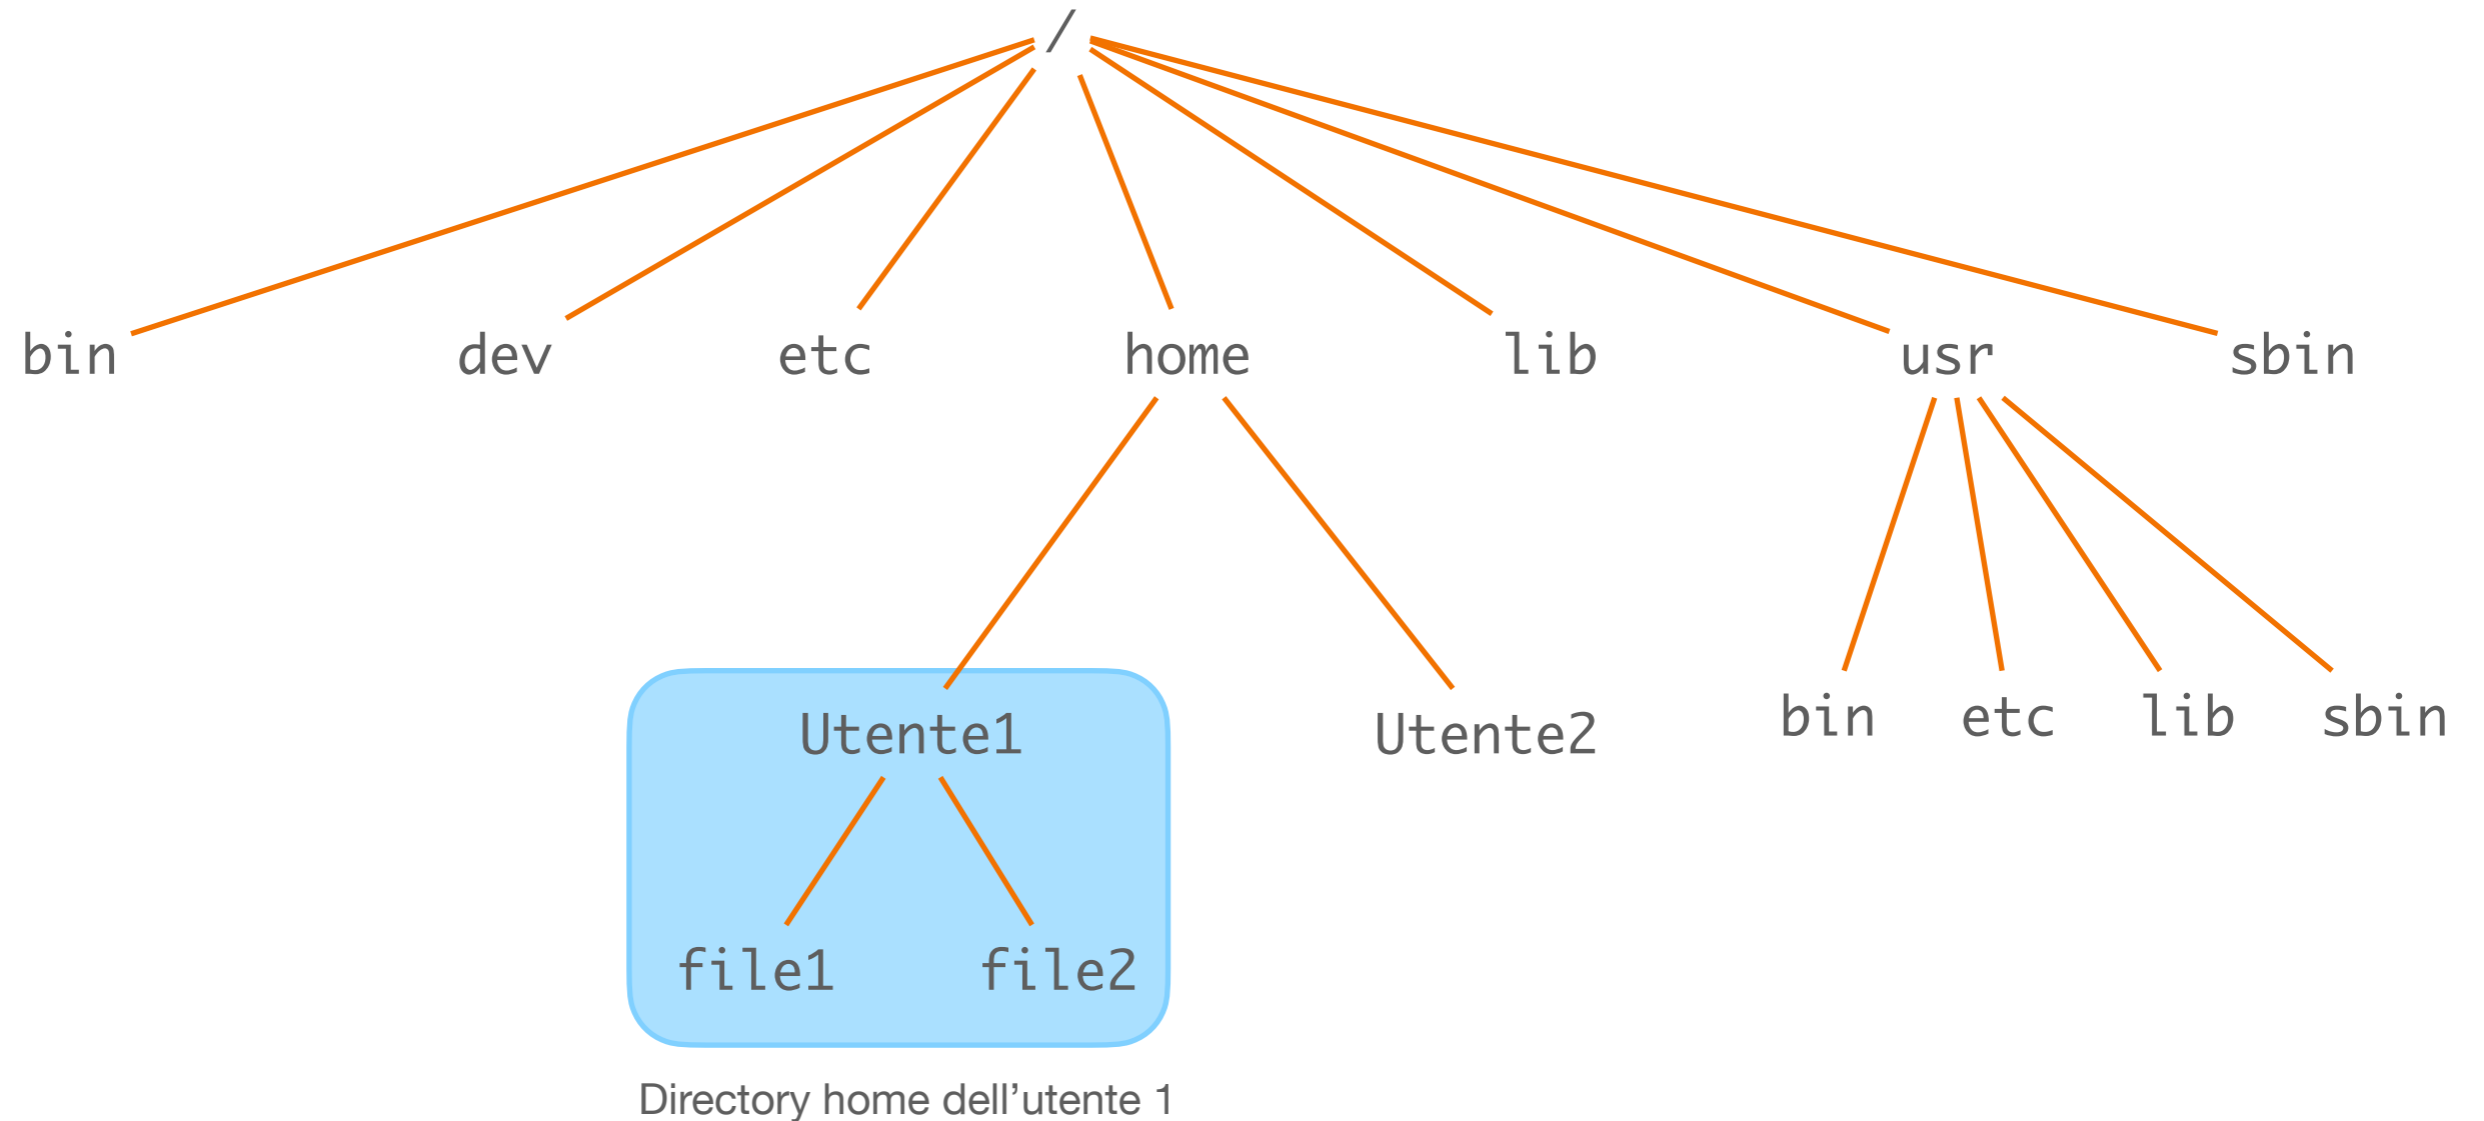 /
bin dev etc home lib usr sbin
Utente1 Utente2 bin etc lib sbin
file1 file2
Directory home dell’utente 1